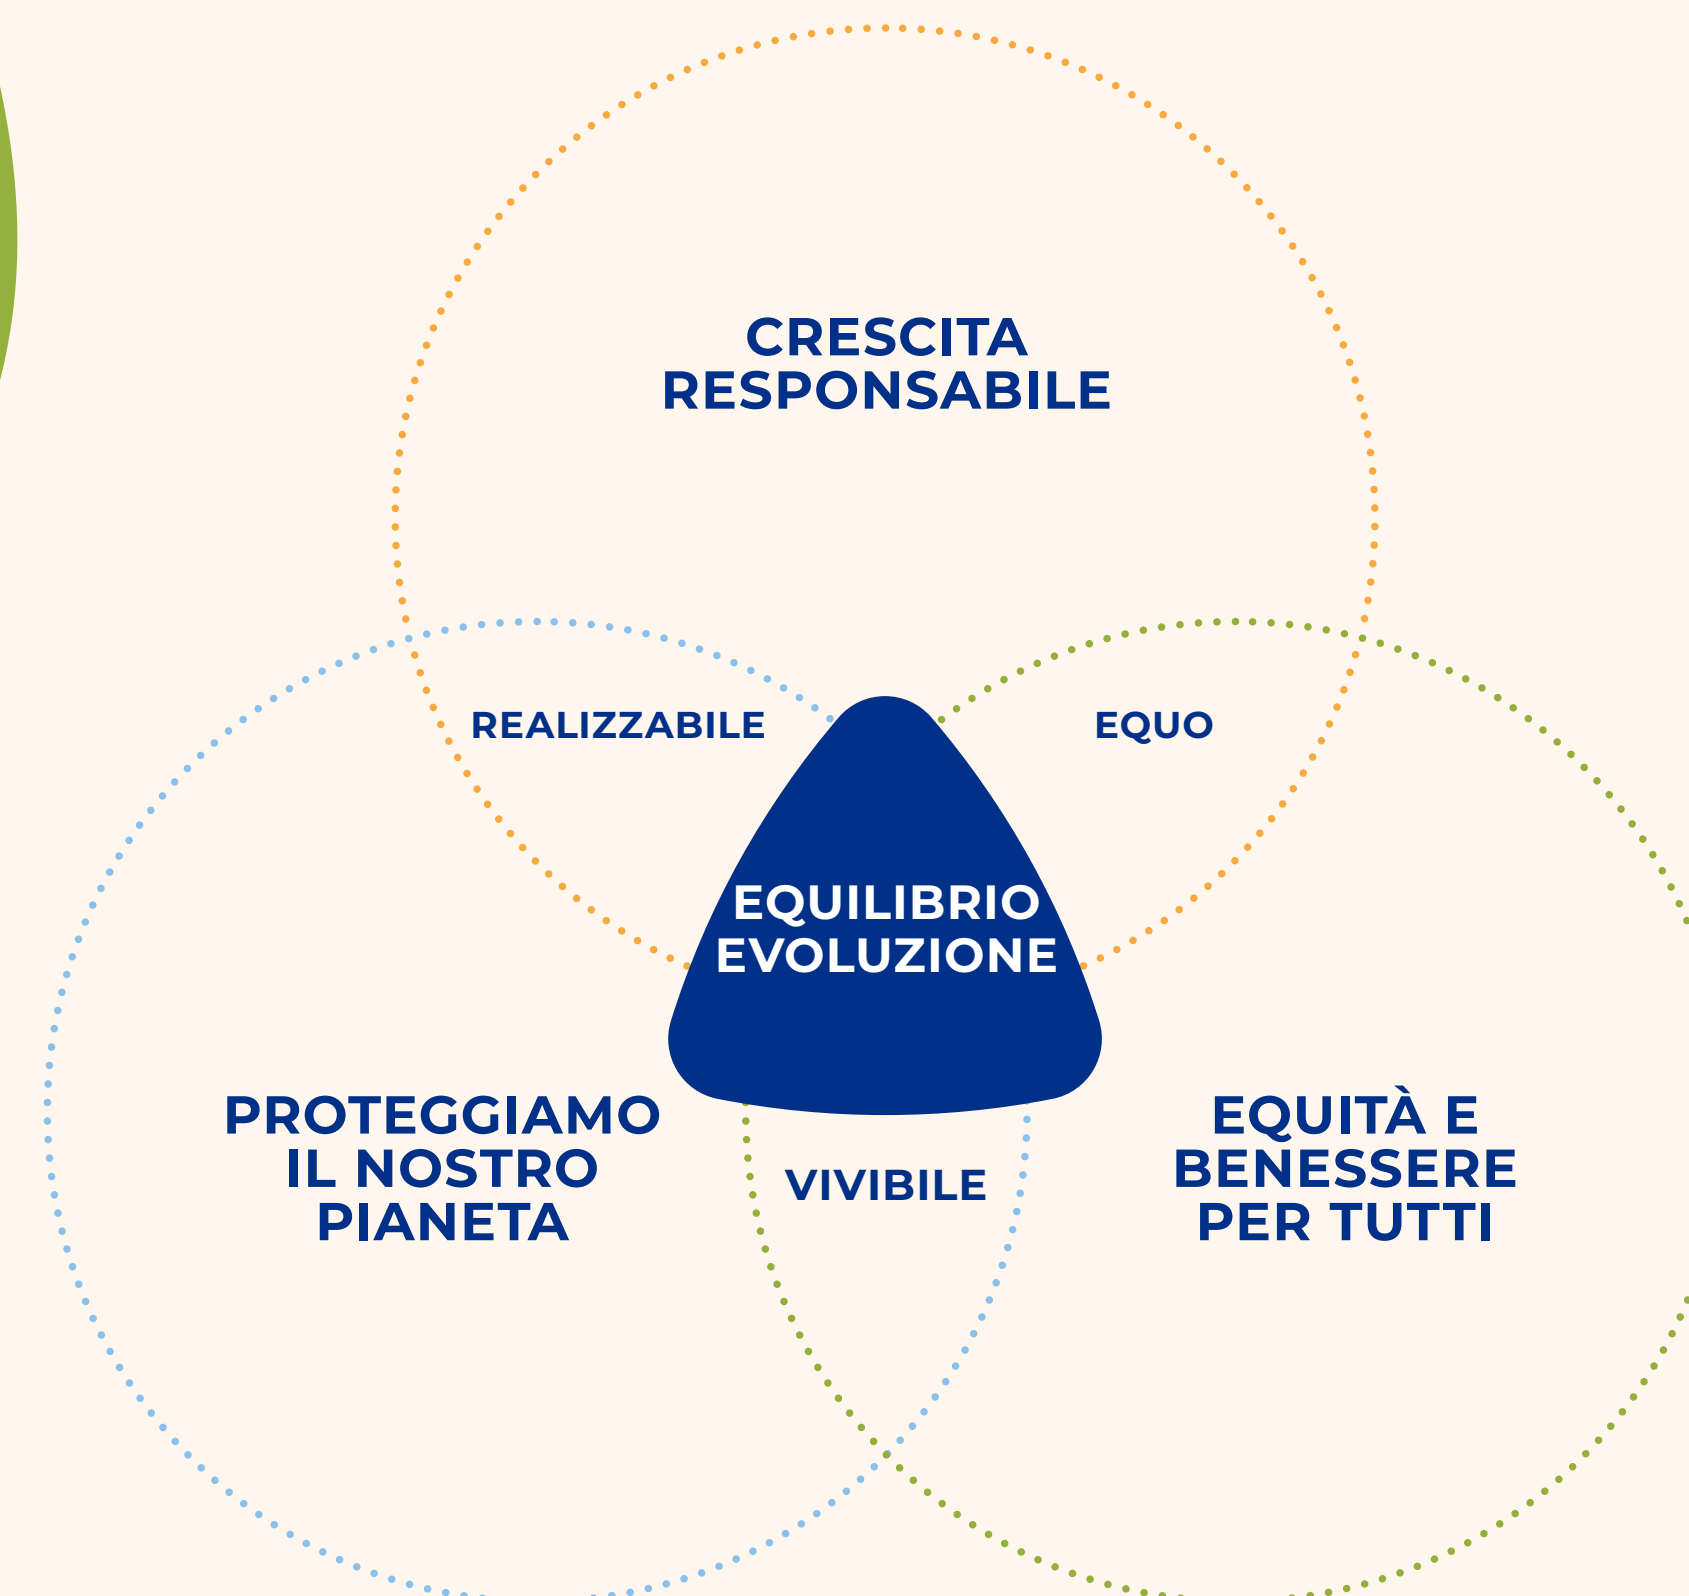 CRESCITA
RESPONSABILE
REALIZZABILE
EQUO
EQUILIBRIO
EVOLUZIONE
PROTEGGIAMO
IL NOSTRO
PIANETA
VIVIBILE
EQUITÀ E
BENESSERE
PER TUTTI